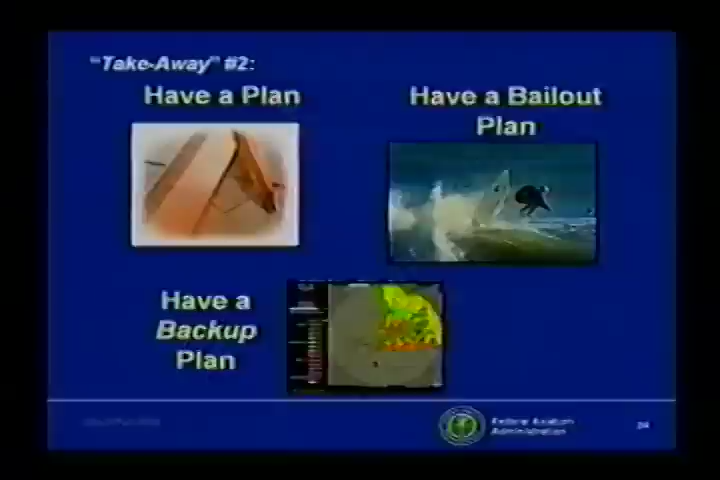 "Take-Away" #2:
Have a Plan
Have a Bailout
Plan
Have a
Backup
Plan
Federal Aviation
Administration